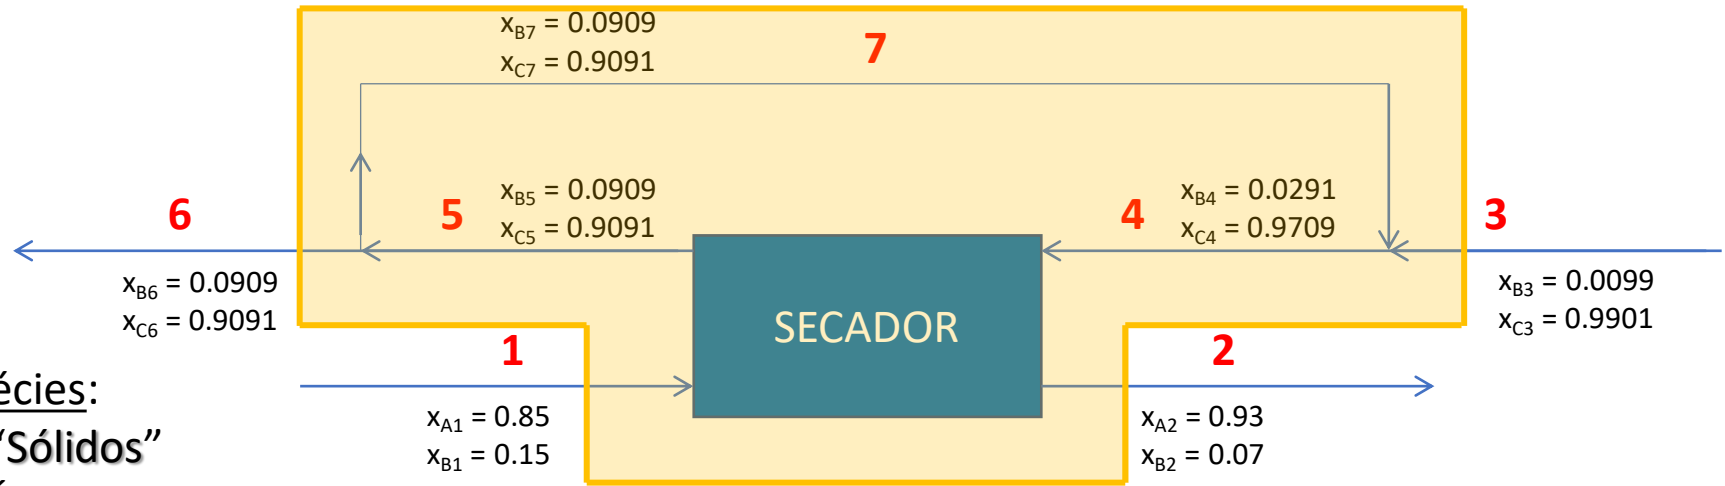 xB7 = 0.0909
xC7 = 0.9091
7
6
5
xB5 = 0.0909
xC5 = 0.9091
4
xB4 = 0.0291
xC4 = 0.9709
3
xB6 = 0.0909
xC6 = 0.9091
xB3 = 0.0099
xC3 = 0.9901
SECADOR
1
2
écies:
“Sólidos”
xA1 = 0.85
xB1 = 0.15
xA2 = 0.93
xB2 = 0.07